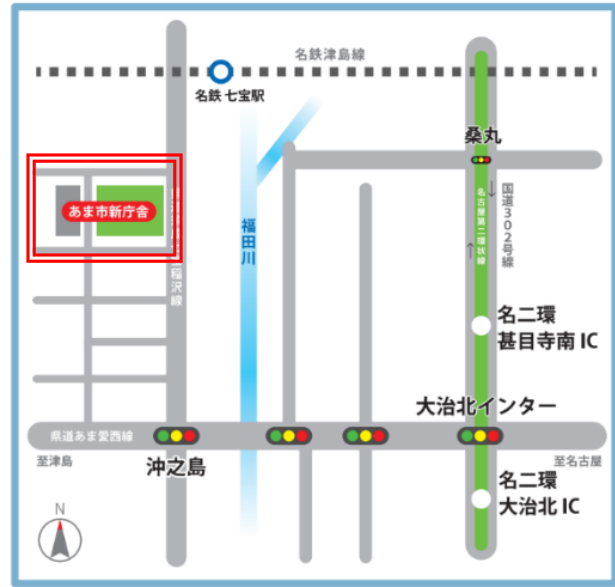 名鉄津島線
名鉄 七宝駅
桑丸
あま市新庁舎
稲沢線
福田川
名古屋第二環状線
国道302号線
名二環
甚目寺南 IC
大治北インター
県道あま愛西線
至津島
沖之島
至名古屋
名二環
大治北 IC
N